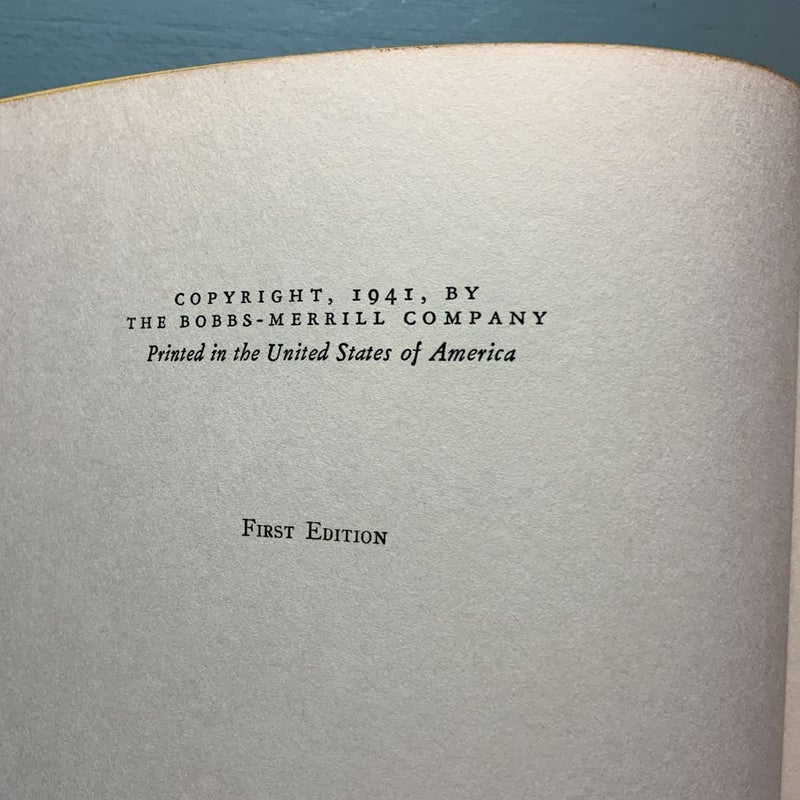 COPYRIGHT, 1941, BY
THE BOBBS-MERRILL COMPANY
Printed in the United States of America
FIRST EDITION